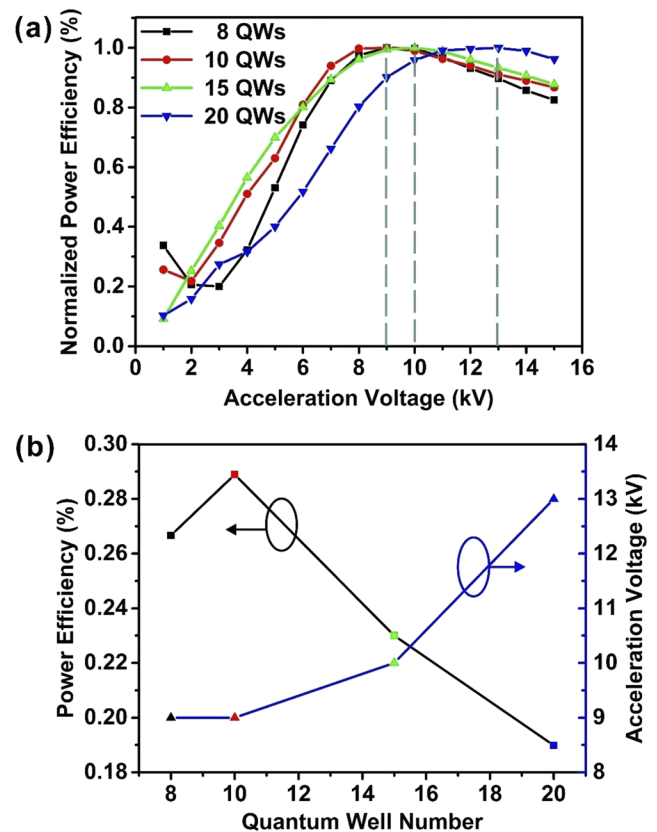 (a)
Normalized Power Efficiency (%)
1.0
0.8
0.6
0.4
0.2
0.0
8 QWs
10 QWs
15 QWs
20 QWs
0 2 4 6 8 10 12 14 16
Acceleration Voltage (kV)
(b)
Power Efficiency (%)
0.30
0.28
0.26
0.24
0.22
0.20
0.18
14
13
12
11
10
9
8
Acceleration Voltage (kV)
8 10 12 14 16 18 20
Quantum Well Number